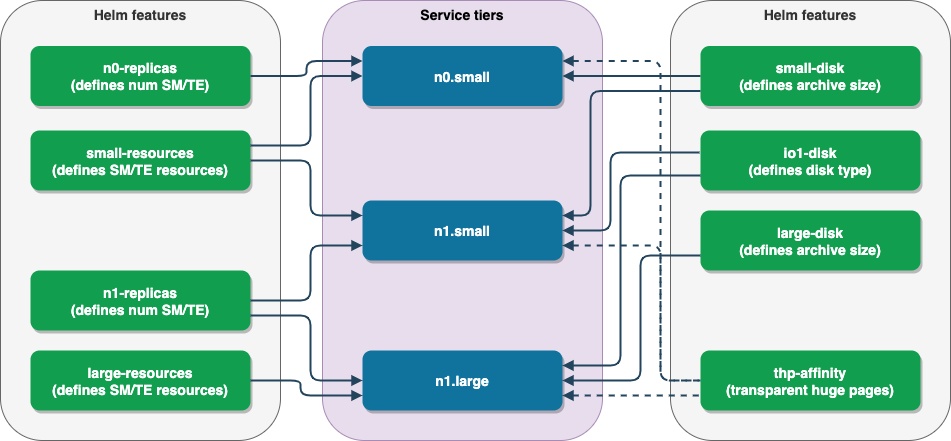 Helm features
n0-replicas
(defines num SM/TE)
small-resources
(defines SM/TE resources)
n1-replicas
(defines num SM/TE)
large-resources
(defines SM/TE resources)
Service tiers
n0.small
n1.small
n1.large
Helm features
small-disk
(defines archive size)
io1-disk
(defines disk type)
large-disk
(defines archive size)
thp-affinity
(transparent huge pages)